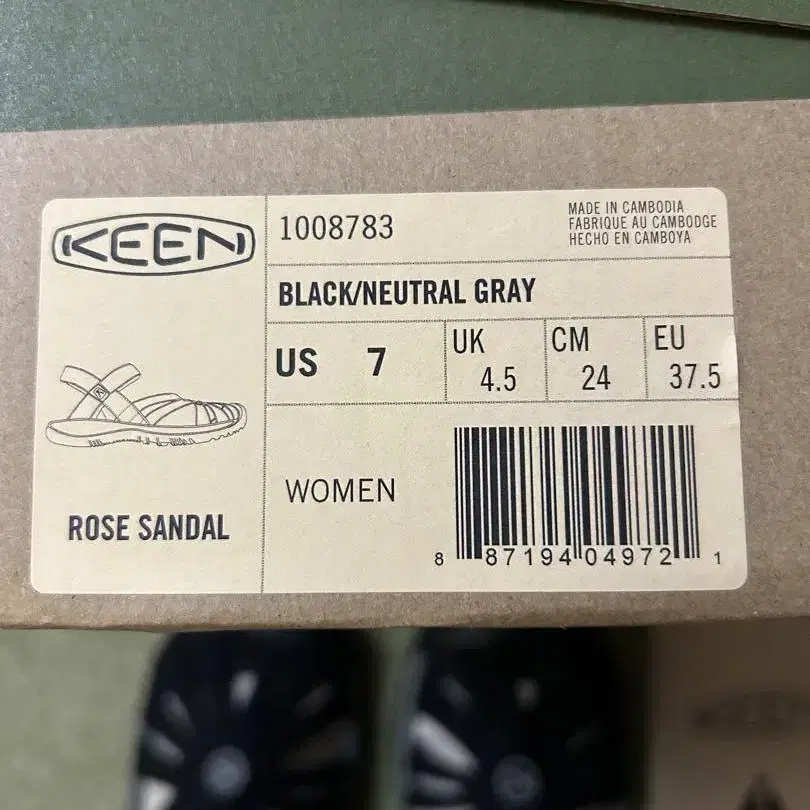 KEEN
1008783
MADE IN CAMBODIA
FABRIQUE AU CAMBODGE
HECHO EN CAMBOYA
BLACK/NEUTRAL GRAY
US 7
UK 4.5
CM 24
EU 37.5
WOMEN
ROSE SANDAL
8 87194 04972 1
KEEN